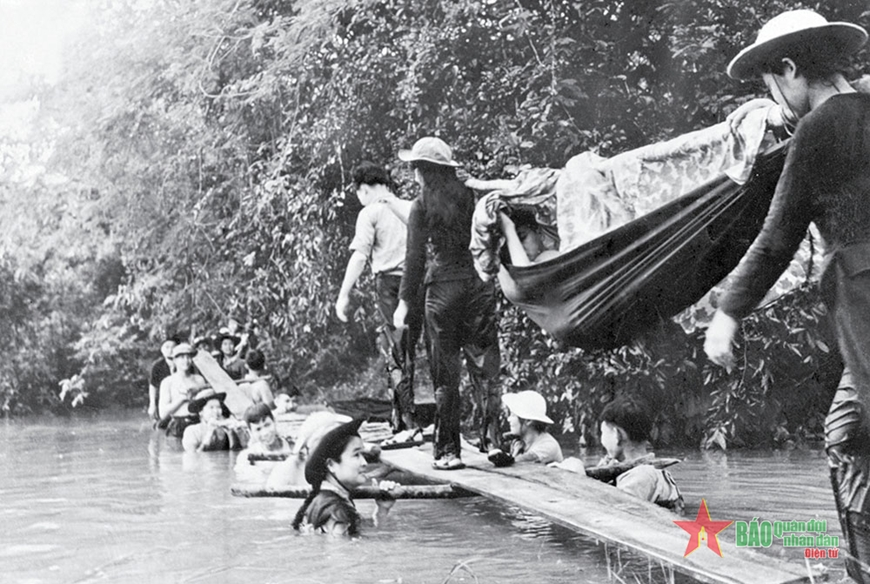 BÁO quân đội
nhân dân
Điện tử